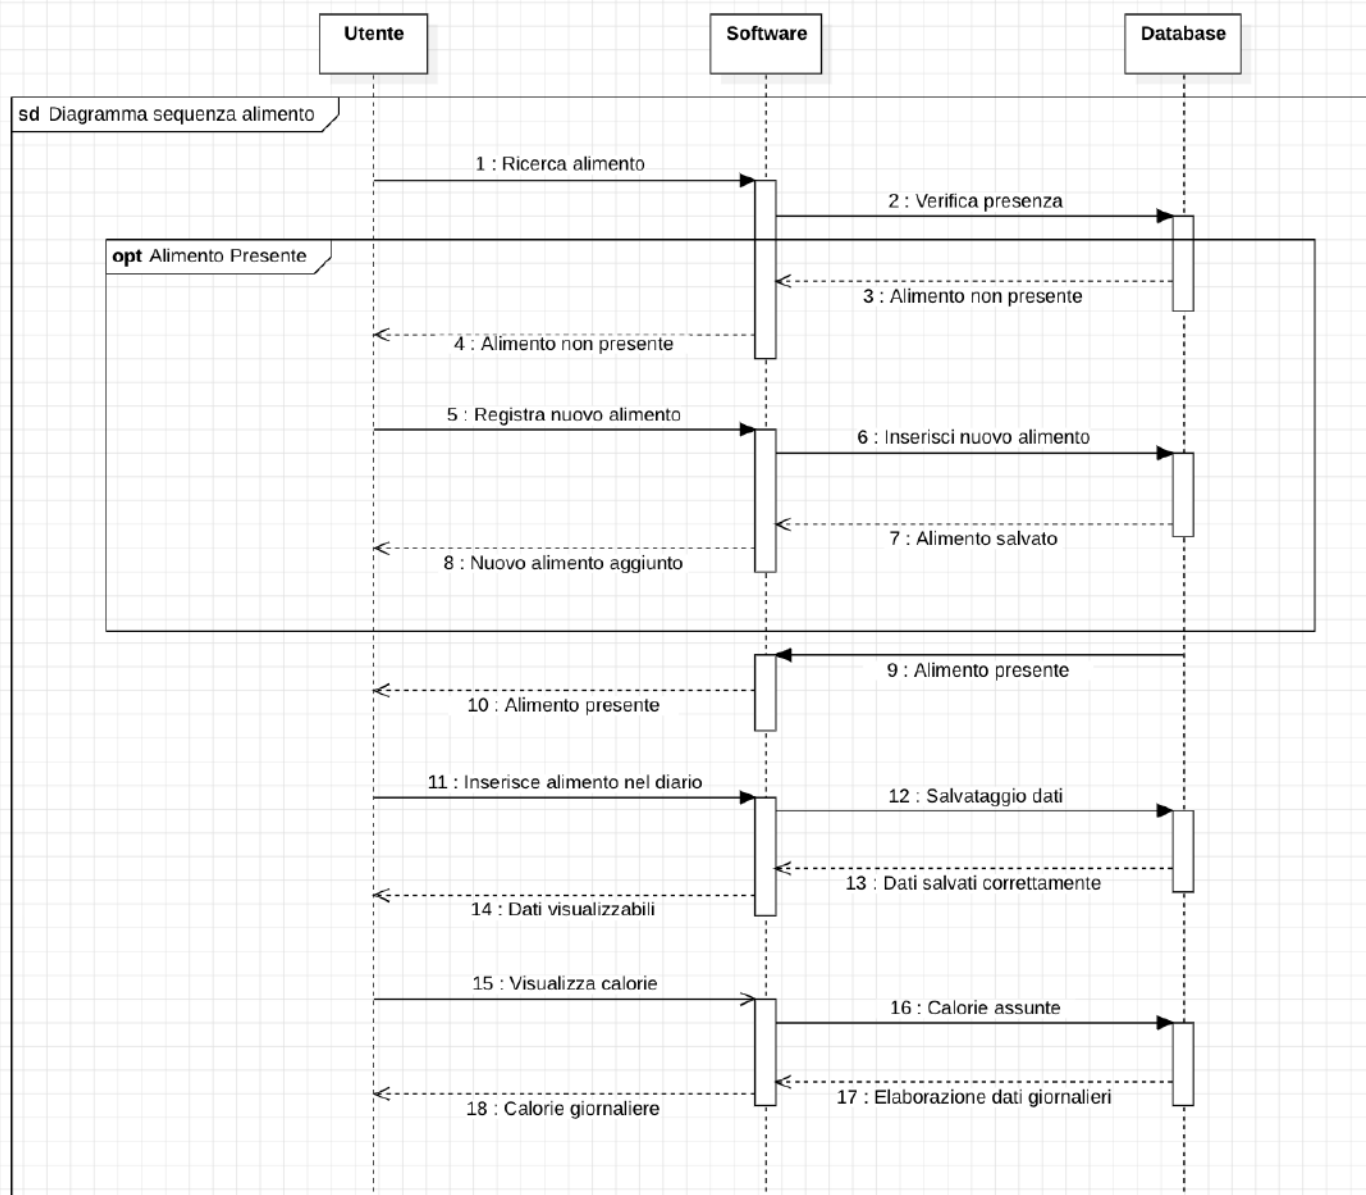 Utente
Software
Database
sd Diagramma sequenza alimento
1 : Ricerca alimento
2 : Verifica presenza
opt Alimento Presente
3 : Alimento non presente
4 : Alimento non presente
5 : Registra nuovo alimento
6 : Inserisci nuovo alimento
7 : Alimento salvato
8 : Nuovo alimento aggiunto
9 : Alimento presente
10 : Alimento presente
11 : Inserisce alimento nel diario
12 : Salvataggio dati
13 : Dati salvati correttamente
14 : Dati visualizzabili
15 : Visualizza calorie
16 : Calorie assunte
17 : Elaborazione dati giornalieri
18 : Calorie giornaliere